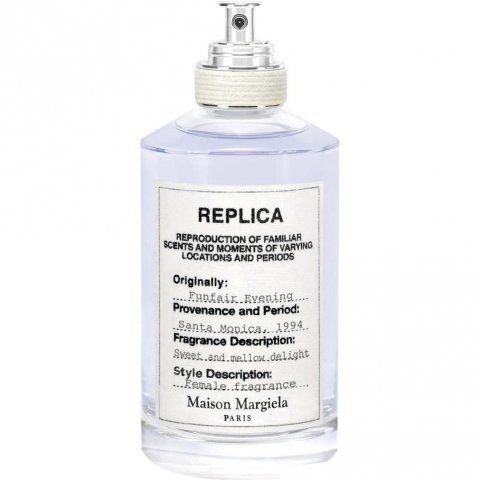 REPLICA
REPRODUCTION OF FAMILIAR
SCENTS AND MOMENTS OF VARYING
LOCATIONS AND PERIODS
Originally:
Funfair Evening
Provenance and Period:
Santa Monica, 1994
Fragrance Description:
Sweet and mellow delight
Style Description:
Female fragrance
Maison Margiela
PARIS